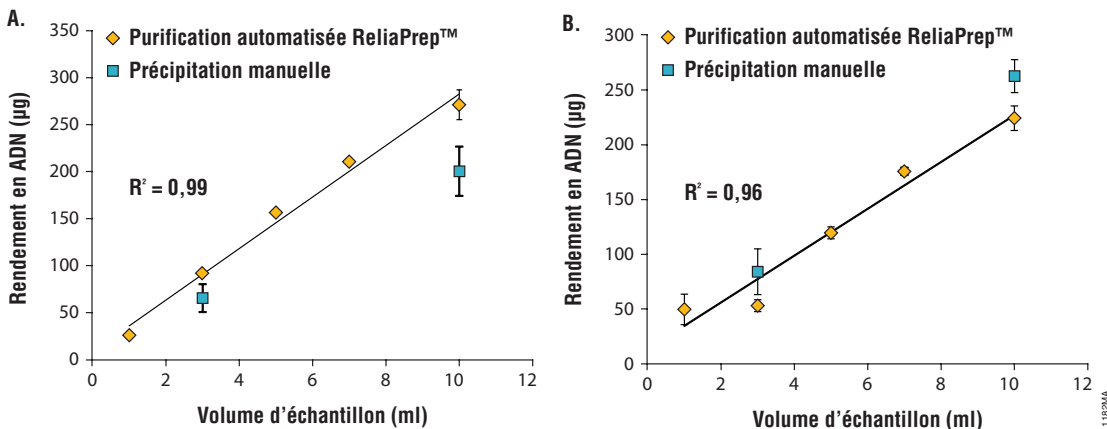 A.
Rendement en ADN (µg)
350
300
250
200
150
100
50
0
Purification automatisée ReliaPrep™
Précipitation manuelle
R² = 0,99
0 2 4 6 8 10 12
Volume d'échantillon (ml)
B.
Rendement en ADN (µg)
300
250
200
150
100
50
0
Purification automatisée ReliaPrep™
Précipitation manuelle
R² = 0,96
0 2 4 6 8 10 12
Volume d'échantillon (ml)
1182MA